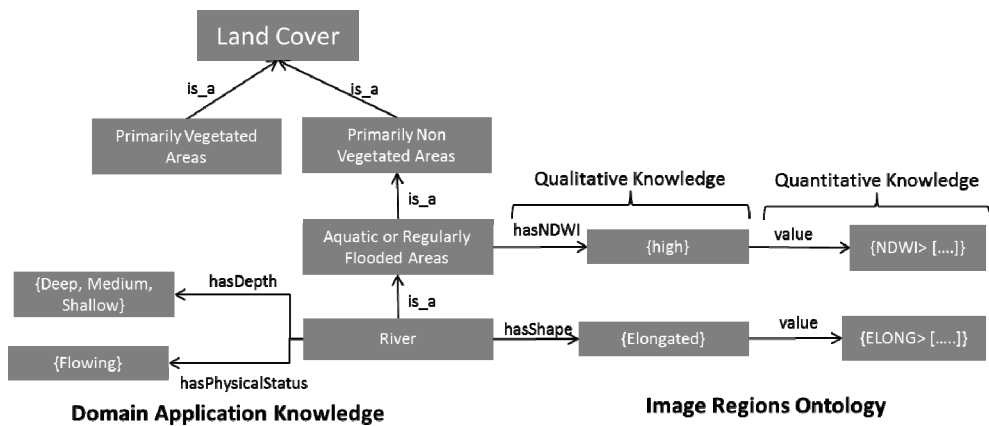 Land Cover
is_a
is_a
Primarily Vegetated
Areas
Primarily Non
Vegetated Areas
Qualitative Knowledge
Quantitative Knowledge
is_a
Aquatic or Regularly
Flooded Areas
hasNDWI
{high}
value
{NDWI> [....]}
{Deep, Medium,
Shallow}
hasDepth
is_a
River
hasShape
{Elongated}
value
{ELONG> [.....]}
{Flowing}
hasPhysicalStatus
Domain Application Knowledge
Image Regions Ontology